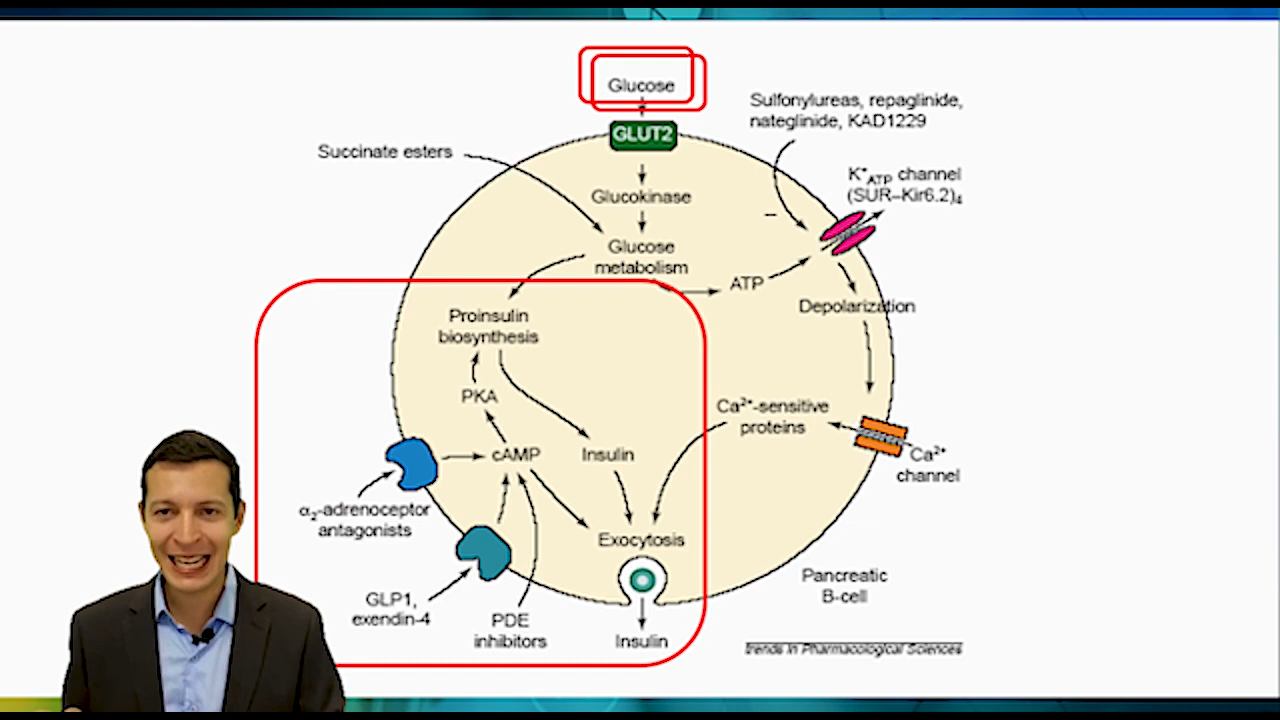 Glucose
GLUT2
Sulfonylureas, repaglinide,
nateglinide, KAD1229
Succinate esters
K⁺ATP channel
(SUR–Kir6.2)₄
Glucokinase
–
Glucose
metabolism
ATP
Depolarization
Proinsulin
biosynthesis
PKA
Ca²⁺-sensitive
proteins
cAMP
Insulin
Ca²⁺
channel
α₂-adrenoceptor
antagonists
Exocytosis
Pancreatic
B-cell
GLP1,
exendin-4
PDE
inhibitors
Insulin
Trends in Pharmacological Sciences